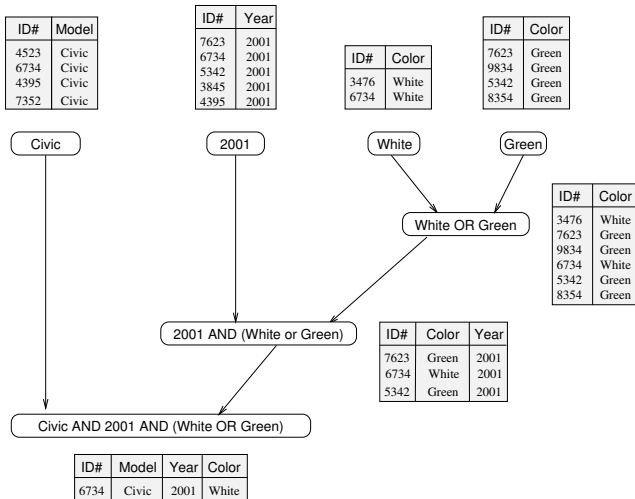 ID# Model
4523 Civic
6734 Civic
4395 Civic
7352 Civic
ID# Year
7623 2001
6734 2001
5342 2001
3845 2001
4395 2001
ID# Color
3476 White
6734 White
ID# Color
7623 Green
9834 Green
5342 Green
8354 Green
Civic
2001
White
Green
White OR Green
ID# Color
3476 White
7623 Green
9834 Green
6734 White
5342 Green
8354 Green
2001 AND (White or Green)
ID# Color Year
7623 Green 2001
6734 White 2001
5342 Green 2001
Civic AND 2001 AND (White OR Green)
ID# Model Year Color
6734 Civic 2001 White